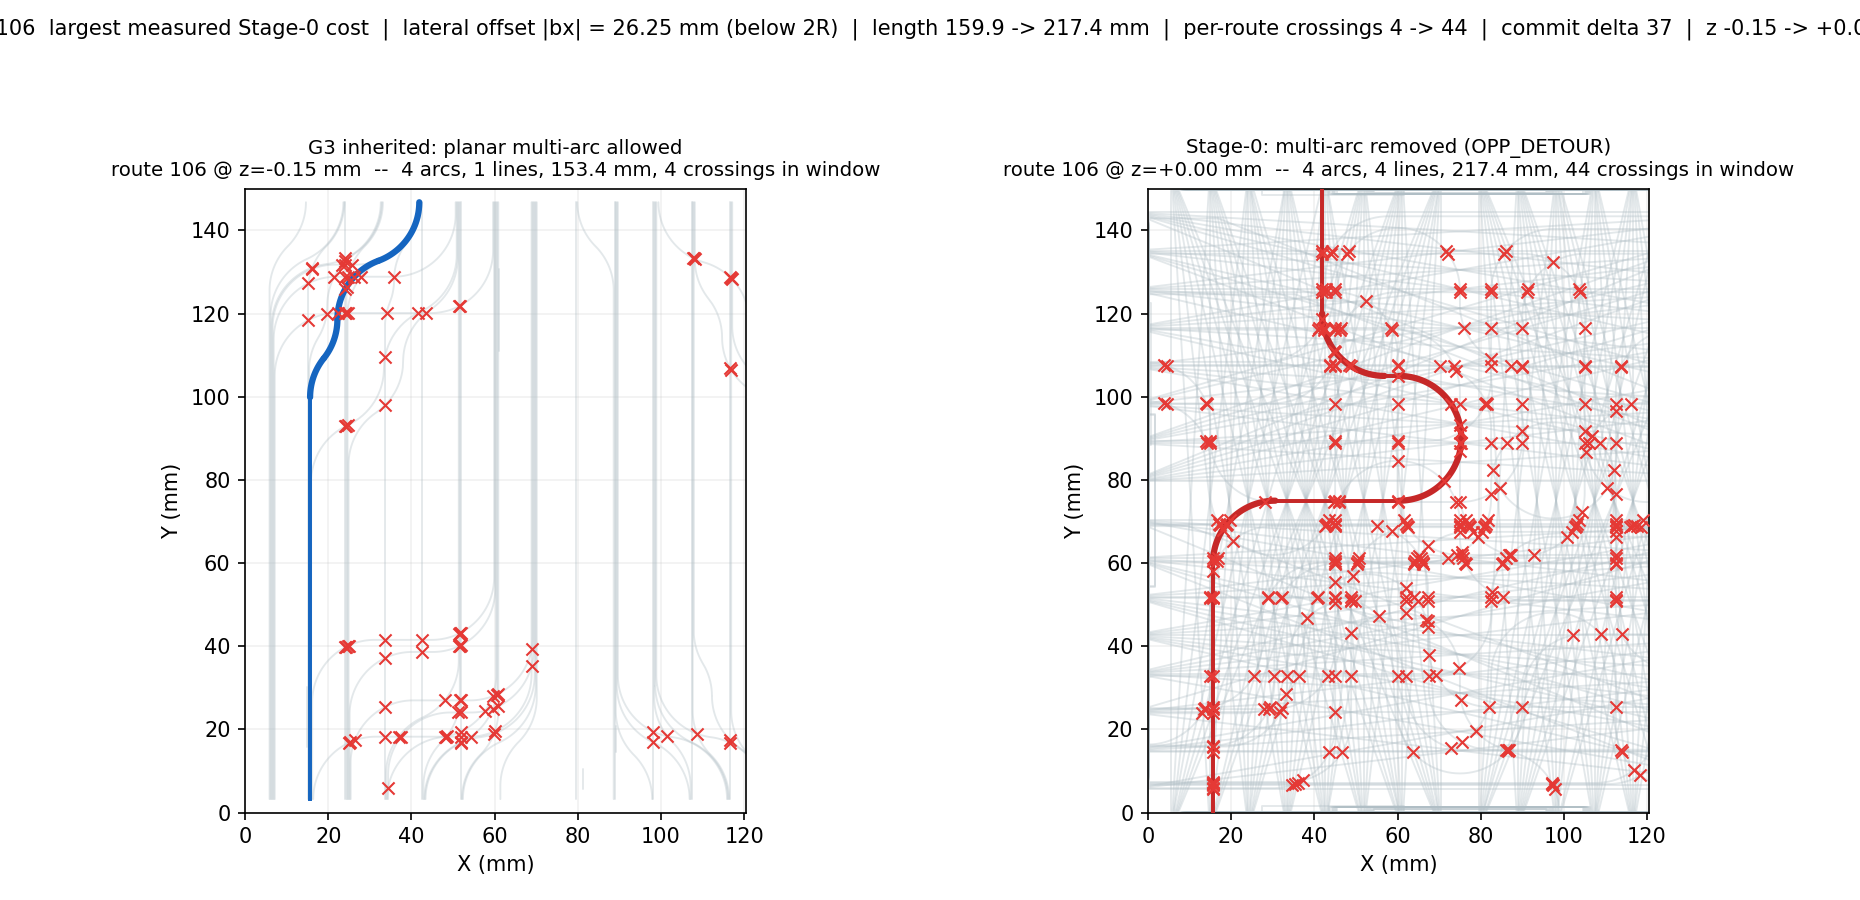 106 largest measured Stage-0 cost | lateral offset |bx| = 26.25 mm (below 2R) | length 159.9 -> 217.4 mm | per-route crossings 4 -> 44 | commit delta 37 | z -0.15 -> +0.0
G3 inherited: planar multi-arc allowed
route 106 @ z=-0.15 mm -- 4 arcs, 1 lines, 153.4 mm, 4 crossings in window
140
120
100
80
60
40
20
0
Y (mm)
0 20 40 60 80 100 120
X (mm)
Stage-0: multi-arc removed (OPP_DETOUR)
route 106 @ z=+0.00 mm -- 4 arcs, 4 lines, 217.4 mm, 44 crossings in window
140
120
100
80
60
40
20
0
Y (mm)
0 20 40 60 80 100 120
X (mm)